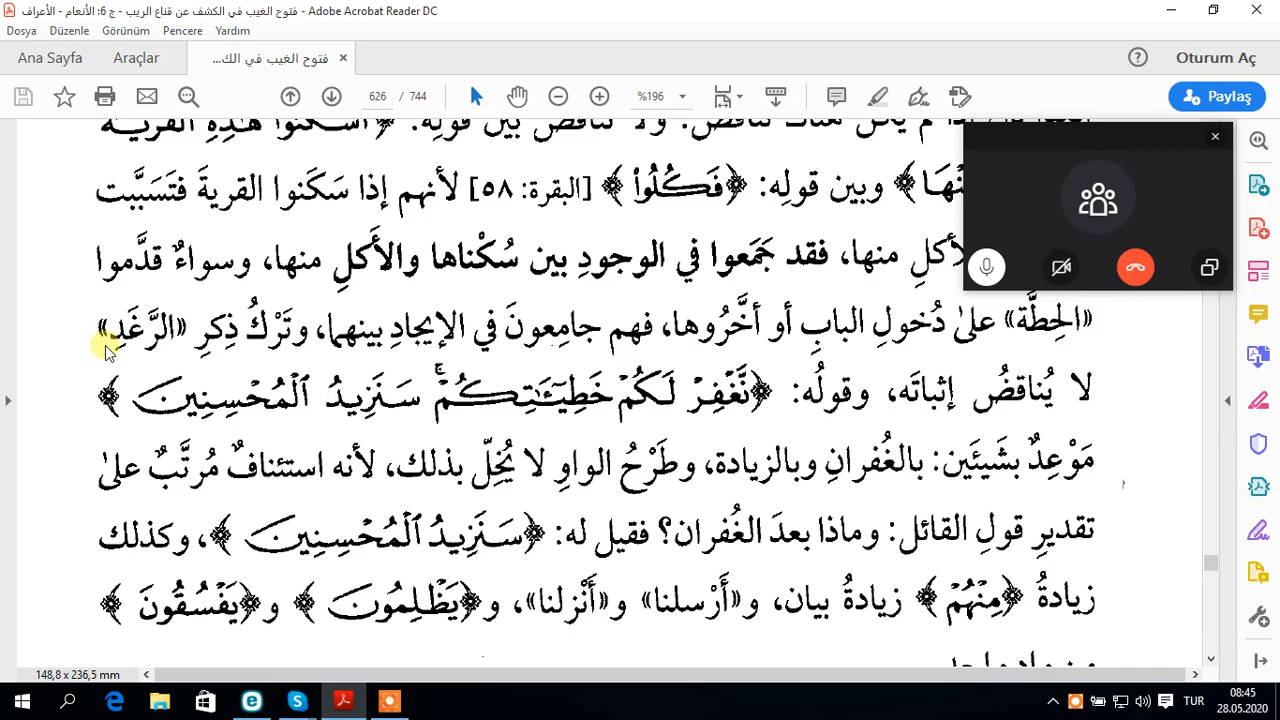 فتوح الغيب في الكشف عن قناع الريب - ج 6: الأنعام - الأعراف - Adobe Acrobat Reader DC
Dosya Düzenle Görünüm Pencere Yardım
Ana Sayfa Araçlar فتوح الغيب في الك... Oturum Aç
626 / 744 %196 Paylaş
﴾ وبين قولِه: ﴿فَكُلُوا۟﴾ [البقرة: ٥٨] لأنهم إذا سَكَنوا القريةَ فتَسَبَّبت
منها، فقد جَمَعوا في الوجودِ بين سُكْناها والأَكلِ منها، وسواءٌ قدَّموا
«الحِطَّة» علىٰ دُخولِ البابِ أو أخَّرُوها، فهم جامِعونَ في الإيجادِ بينهما، وتَرْكُ ذِكرِ «الرَّغَدِ»
لا يُناقضُ إثباتَه، وقولُه: ﴿نَّغْفِرْ لَكُمْ خَطِيٓـَٔـٰتِكُمْ ۚ سَنَزِيدُ ٱلْمُحْسِنِينَ﴾
مَوْعِدٌ بشَيئَين: بالغُفرانِ وبالزيادة، وطَرْحُ الواوِ لا يُخِلّ بذلك، لأنه استئنافٌ مُرتَّبٌ علىٰ
تقديرِ قولِ القائل: وماذا بعدَ الغُفران؟ فقيل له: ﴿سَنَزِيدُ ٱلْمُحْسِنِينَ﴾، وكذلك
زيادةُ ﴿مِنْهُمْ﴾ زيادةُ بيان، و«أَرْسلنا» و«أَنْزلنا»، و﴿يَظْلِمُونَ﴾ و﴿يَفْسُقُونَ﴾
148,8 x 236,5 mm
TUR 08:45
28.05.2020